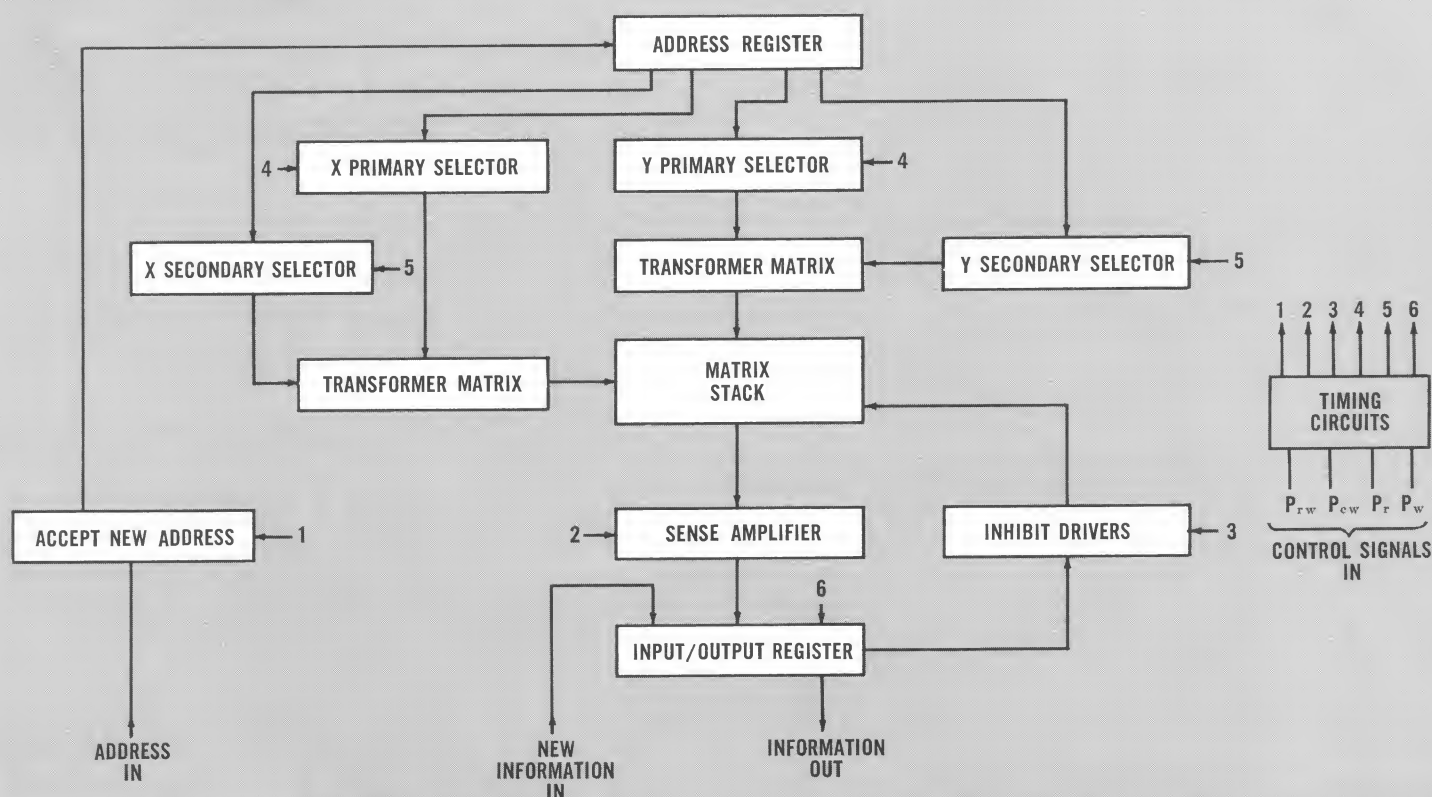 ADDRESS REGISTER
4
X PRIMARY SELECTOR
Y PRIMARY SELECTOR
4
X SECONDARY SELECTOR
5
TRANSFORMER MATRIX
Y SECONDARY SELECTOR
5
1 2 3 4 5 6
TRANSFORMER MATRIX
MATRIX
STACK
TIMING
CIRCUITS
Prw Pcw Pr Pw
CONTROL SIGNALS
IN
ACCEPT NEW ADDRESS
1
2
SENSE AMPLIFIER
INHIBIT DRIVERS
3
6
INPUT/OUTPUT REGISTER
ADDRESS
IN
NEW
INFORMATION
IN
INFORMATION
OUT